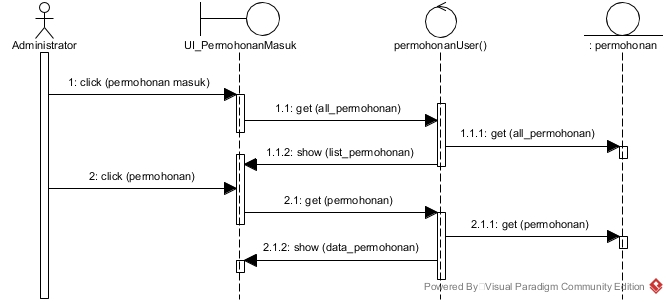 Administrator
UI_PermohonanMasuk
permohonanUser()
: permohonan
1: click (permohonan masuk)
1.1: get (all_permohonan)
1.1.1: get (all_permohonan)
1.1.2: show (list_permohonan)
2: click (permohonan)
2.1: get (permohonan)
2.1.1: get (permohonan)
2.1.2: show (data_permohonan)
Powered By Visual Paradigm Community Edition